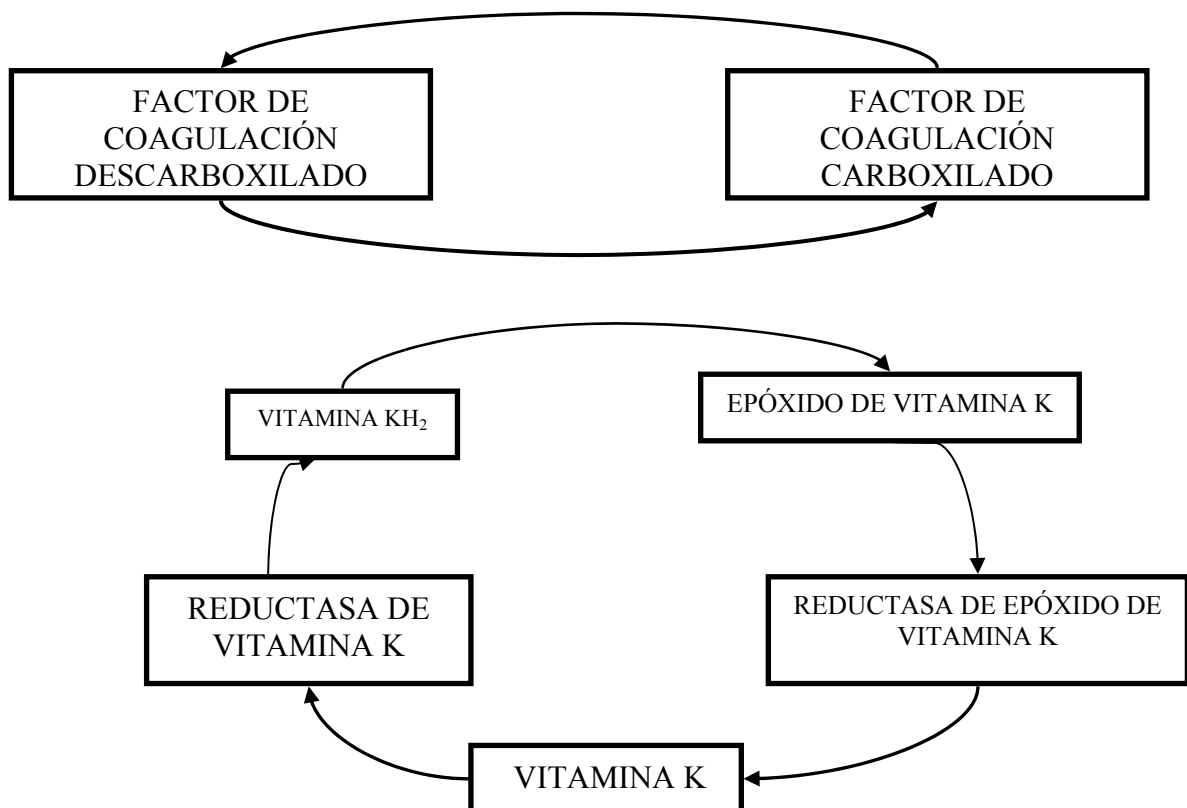 FACTOR DE
COAGULACIÓN
DESCARBOXILADO
FACTOR DE
COAGULACIÓN
CARBOXILADO
VITAMINA KH₂
EPÓXIDO DE VITAMINA K
REDUCTASA DE
VITAMINA K
REDUCTASA DE EPÓXIDO DE
VITAMINA K
VITAMINA K